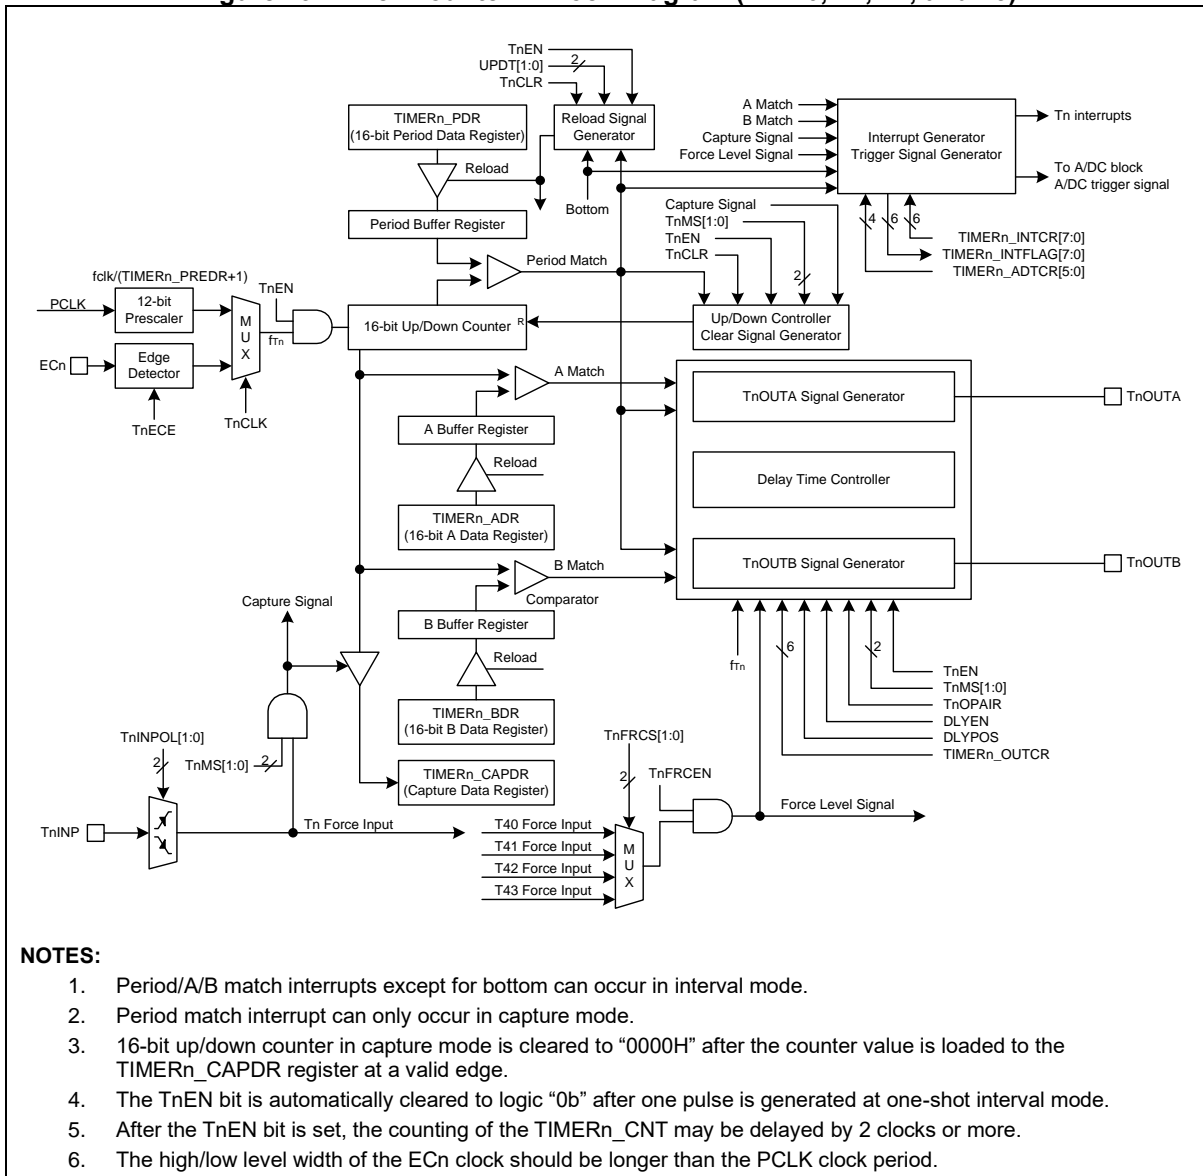 TnEN
UPDT[1:0]
2
TnCLR
TIMERn_PDR
(16-bit Period Data Register)
Reload Signal
Generator
A Match
B Match
Capture Signal
Force Level Signal
Interrupt Generator
Trigger Signal Generator
Tn interrupts
To A/DC block
A/DC trigger signal
Reload
Bottom
Period Buffer Register
Capture Signal
TnMS[1:0]
TnEN
TnCLR
2
4
6
6
TIMERn_INTCR[7:0]
TIMERn_INTFLAG[7:0]
TIMERn_ADTCR[5:0]
Period Match
fclk/(TIMERn_PREDR+1)
PCLK
12-bit
Prescaler
TnEN
MUX
fTn
16-bit Up/Down Counter
R
Up/Down Controller
Clear Signal Generator
ECn
Edge
Detector
TnECE
TnCLK
A Match
A Buffer Register
Reload
TIMERn_ADR
(16-bit A Data Register)
TnOUTA Signal Generator
TnOUTA
Delay Time Controller
TnOUTB Signal Generator
TnOUTB
B Match
Comparator
B Buffer Register
Reload
TIMERn_BDR
(16-bit B Data Register)
Capture Signal
fTn
6
2
TnEN
TnMS[1:0]
TnOPAIR
DLYEN
DLYPOS
TIMERn_OUTCR
TnINPOL[1:0]
2
TnMS[1:0]
2
TIMERn_CAPDR
(Capture Data Register)
TnFRCS[1:0]
2
TnFRCEN
TnINP
Tn Force Input
T40 Force Input
T41 Force Input
T42 Force Input
T43 Force Input
MUX
Force Level Signal
NOTES:
1. Period/A/B match interrupts except for bottom can occur in interval mode.
2. Period match interrupt can only occur in capture mode.
3. 16-bit up/down counter in capture mode is cleared to “0000H” after the counter value is loaded to the
TIMERn_CAPDR register at a valid edge.
4. The TnEN bit is automatically cleared to logic “0b” after one pulse is generated at one-shot interval mode.
5. After the TnEN bit is set, the counting of the TIMERn_CNT may be delayed by 2 clocks or more.
6. The high/low level width of the ECn clock should be longer than the PCLK clock period.